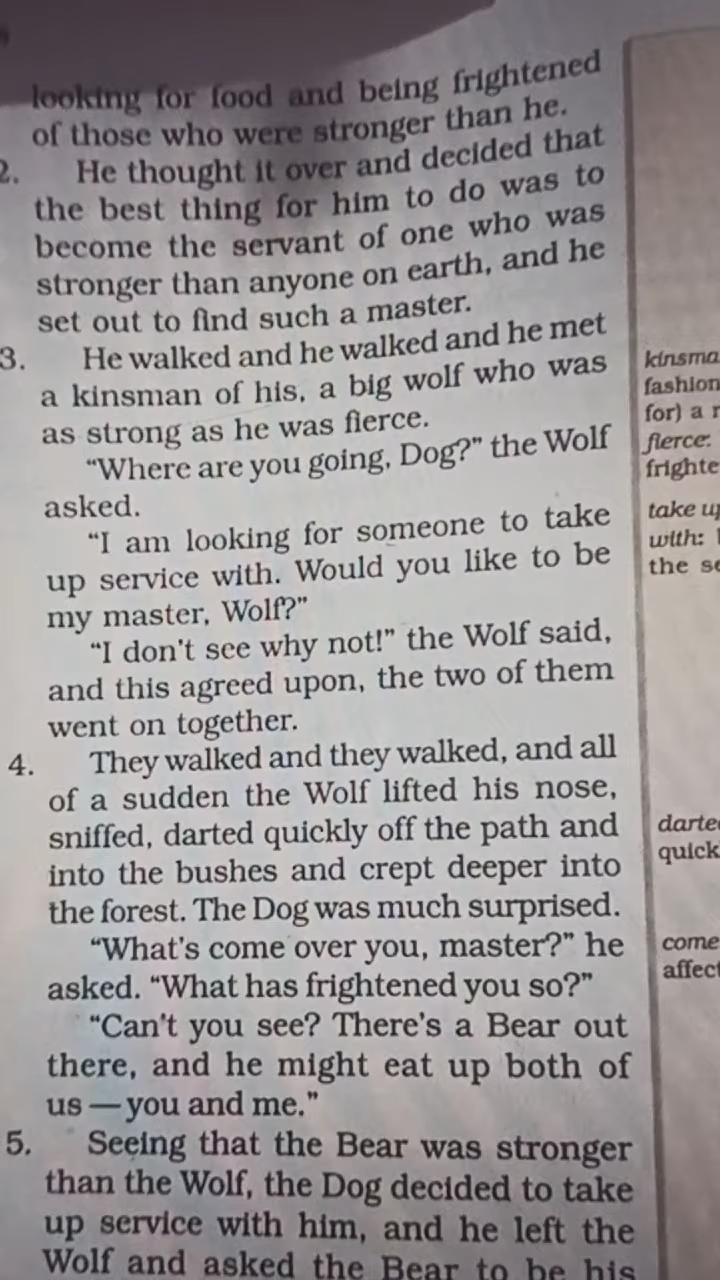 looking for food and being frightened
of those who were stronger than he.
2. He thought it over and decided that
the best thing for him to do was to
become the servant of one who was
stronger than anyone on earth, and he
set out to find such a master.
3. He walked and he walked and he met
a kinsman of his, a big wolf who was
as strong as he was fierce.
“Where are you going, Dog?” the Wolf
asked.
“I am looking for someone to take
up service with. Would you like to be
my master, Wolf?”
“I don't see why not!” the Wolf said,
and this agreed upon, the two of them
went on together.
4. They walked and they walked, and all
of a sudden the Wolf lifted his nose,
sniffed, darted quickly off the path and
into the bushes and crept deeper into
the forest. The Dog was much surprised.
“What's come over you, master?” he
asked. “What has frightened you so?”
“Can't you see? There's a Bear out
there, and he might eat up both of
us — you and me.”
5. Seeing that the Bear was stronger
than the Wolf, the Dog decided to take
up service with him, and he left the
Wolf and asked the Bear to be his
kinsma
fashion
for) a
fierce:
frighte
take up
with:
the se
darte
quick
come
affect